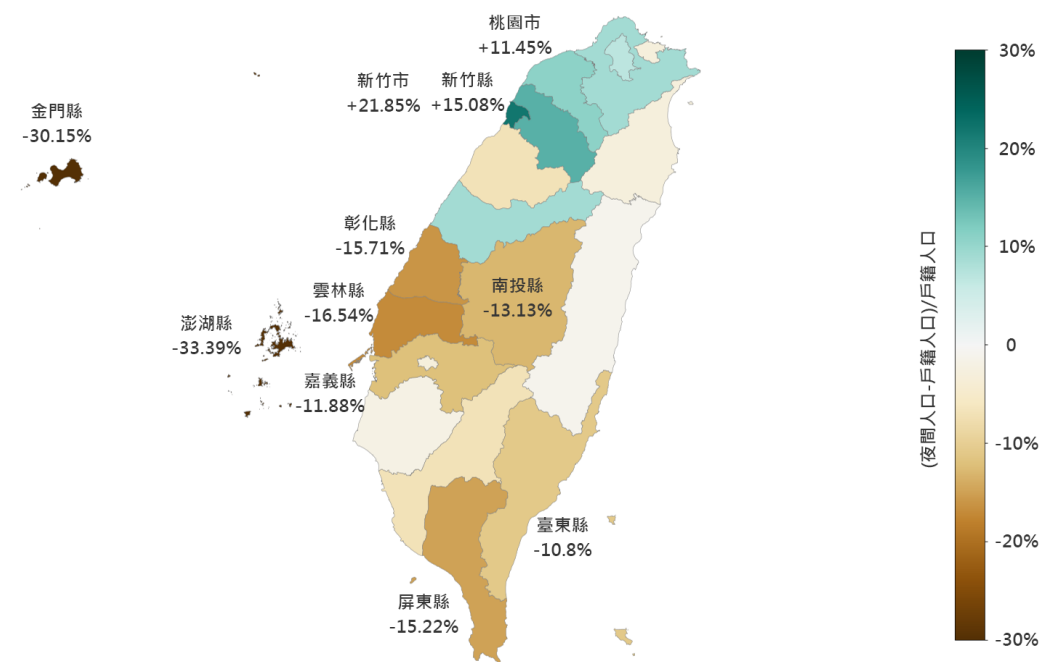 桃園市
+11.45%
新竹市
+21.85%
新竹縣
+15.08%
金門縣
-30.15%
彰化縣
-15.71%
雲林縣
-16.54%
南投縣
-13.13%
澎湖縣
-33.39%
嘉義縣
-11.88%
臺東縣
-10.8%
屏東縣
-15.22%
30%
20%
10%
0
-10%
-20%
-30%
(夜間人口-戶籍人口)/戶籍人口